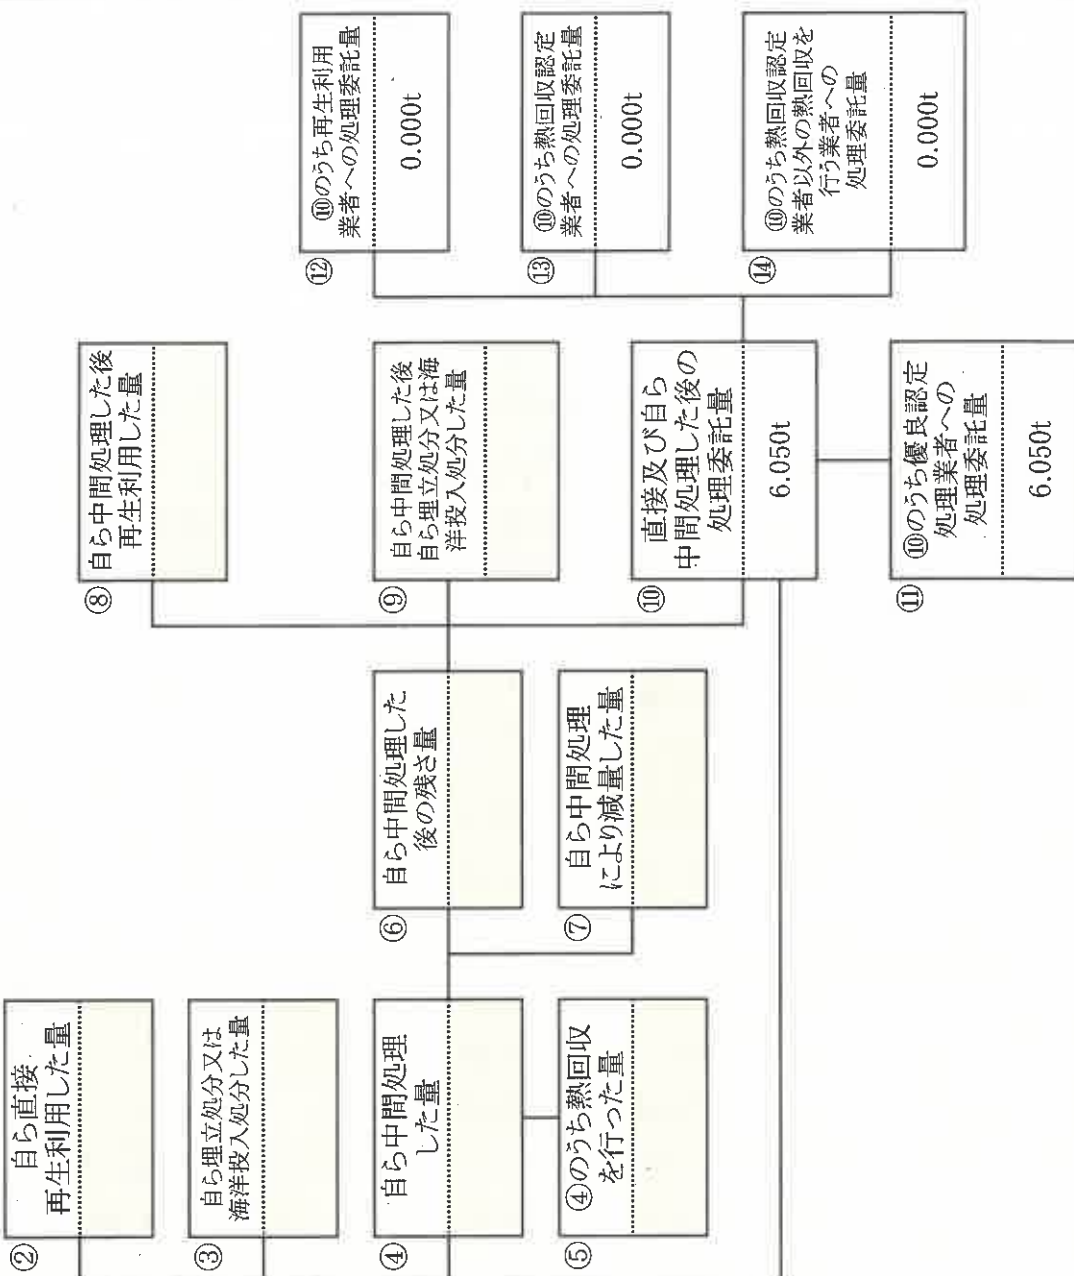 ②
自ら直接
再生利用した量
③
自ら埋立処分又は
海洋投入処分した量
④
自ら中間処理
した量
⑤
④のうち熱回収
を行った量
⑥
自ら中間処理した
後の残さ量
⑦
自ら中間処理
により減量した量
⑧
自ら中間処理した後
再生利用した量
⑨
自ら中間処理した後
自ら埋立処分又は海
洋投入処分した量
⑩
直接及び自ら
中間処理した後の
処理委託量
6.050t
⑪
⑩のうち優良認定
処理業者への
処理委託量
6.050t
⑫
⑩のうち再生利用
業者への処理委託量
0.000t
⑬
⑩のうち熱回収認定
業者への処理委託量
0.000t
⑭
⑩のうち熱回収認定
業者以外の熱回収を
行う業者への
処理委託量
0.000t